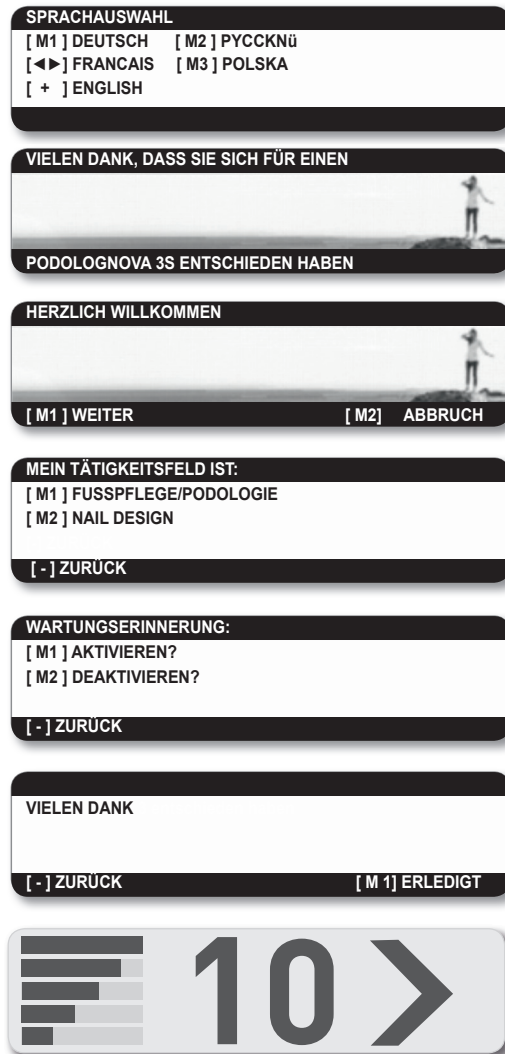 SPRACHAUSWAHL
[ M1 ] DEUTSCH [ M2 ] PYCCKNü
[◄►] FRANCAIS [ M3 ] POLSKA
[ + ] ENGLISH
VIELEN DANK, DASS SIE SICH FÜR EINEN
PODOLOGNOVA 3S ENTSCHIEDEN HABEN
HERZLICH WILLKOMMEN
[ M1 ] WEITER [ M2] ABBRUCH
MEIN TÄTIGKEITSFELD IST:
[ M1 ] FUSSPFLEGE/PODOLOGIE
[ M2 ] NAIL DESIGN
[ - ] ZURÜCK
WARTUNGSERINNERUNG:
[ M1 ] AKTIVIEREN?
[ M2 ] DEAKTIVIEREN?
[ - ] ZURÜCK
VIELEN DANK
[ - ] ZURÜCK [ M 1] ERLEDIGT
10 >